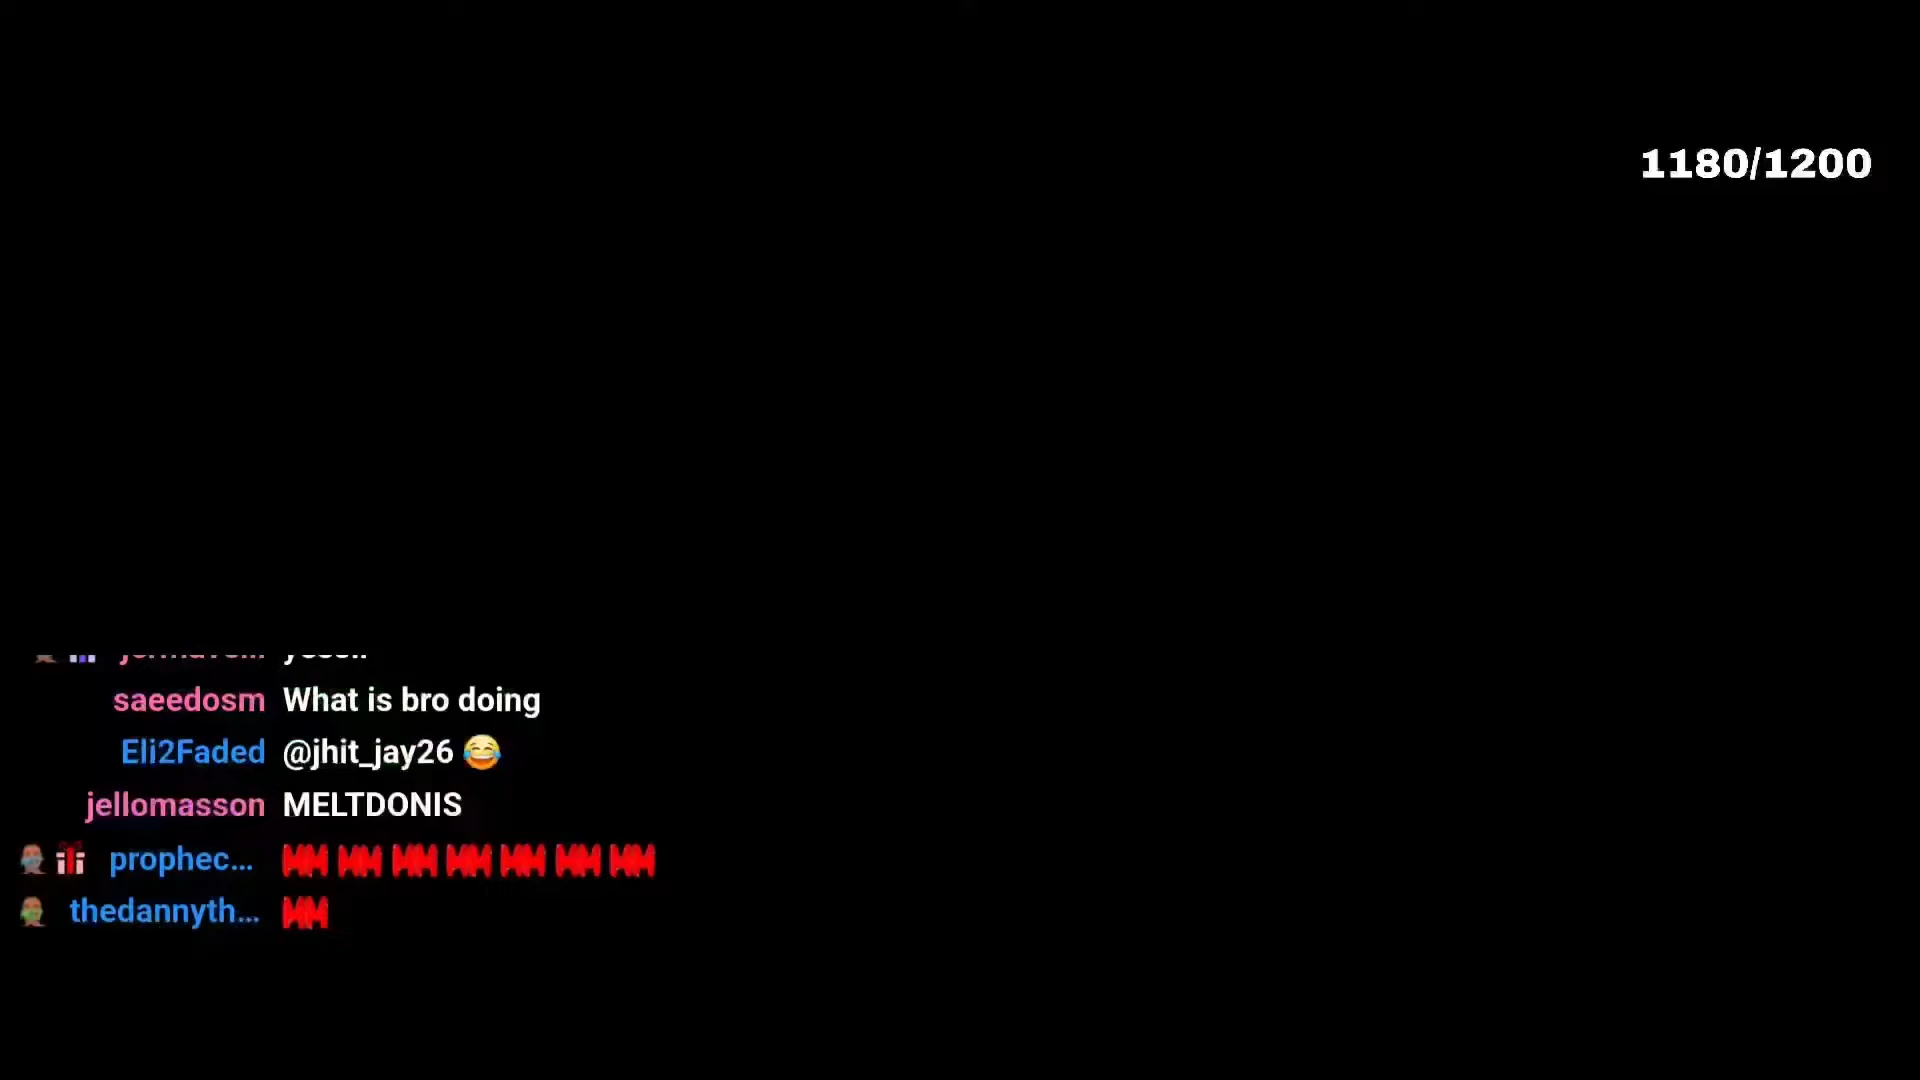 1180/1200
saeedosm What is bro doing
Eli2Faded @jhit_jay26 😂
jellomasson MELTDONIS
prophec...
thedannyth...